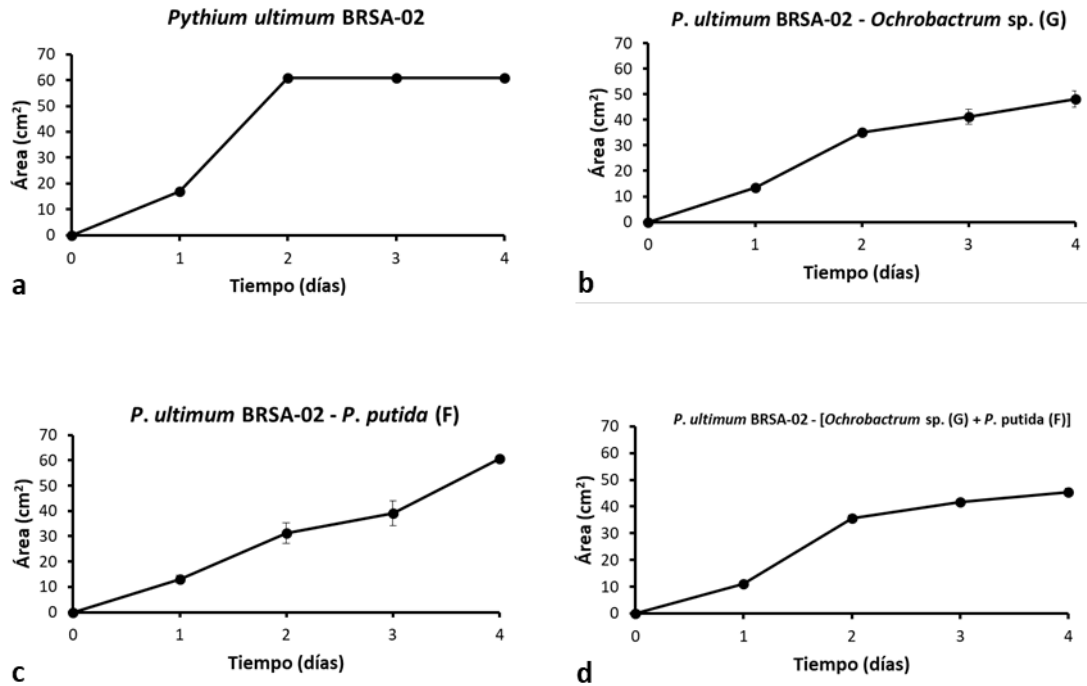 Pythium ultimum BRSA-02
Área (cm²)
70
60
50
40
30
20
10
0
0 1 2 3 4
Tiempo (días)
a
P. ultimum BRSA-02 - Ochrobactrum sp. (G)
Área (cm²)
70
60
50
40
30
20
10
0
0 1 2 3 4
Tiempo (días)
b
P. ultimum BRSA-02 - P. putida (F)
Área (cm²)
70
60
50
40
30
20
10
0
0 1 2 3 4
Tiempo (días)
c
P. ultimum BRSA-02 - [Ochrobactrum sp. (G) + P. putida (F)]
Área (cm²)
70
60
50
40
30
20
10
0
0 1 2 3 4
Tiempo (días)
d